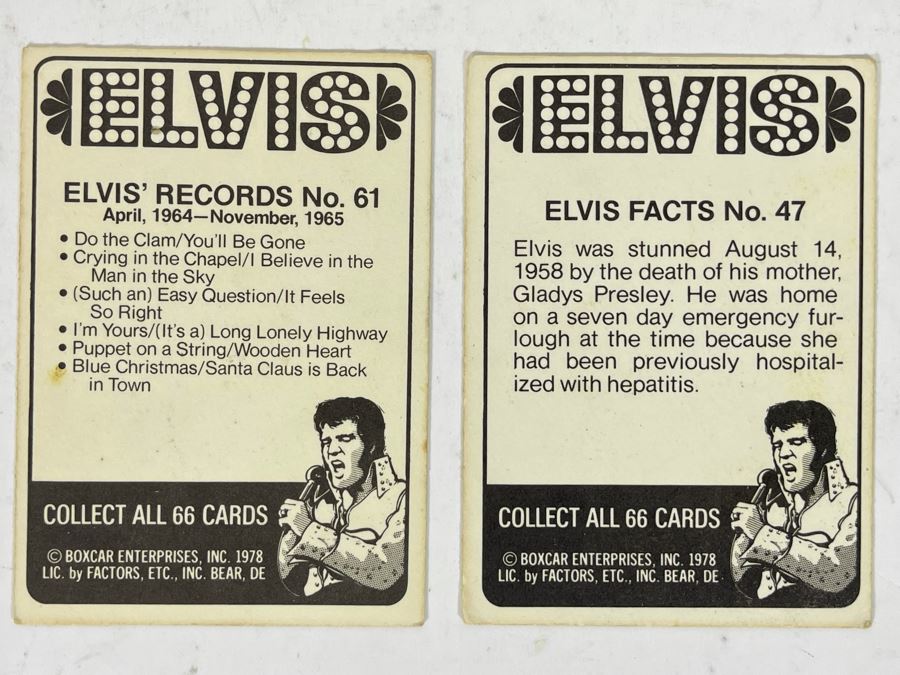 ELVIS
ELVIS' RECORDS No. 61
April, 1964—November, 1965
• Do the Clam/You'll Be Gone
• Crying in the Chapel/I Believe in the
Man in the Sky
• (Such an) Easy Question/It Feels
So Right
• I'm Yours/(It's a) Long Lonely Highway
• Puppet on a String/Wooden Heart
• Blue Christmas/Santa Claus is Back
in Town
COLLECT ALL 66 CARDS
© BOXCAR ENTERPRISES, INC. 1978
LIC. by FACTORS, ETC., INC. BEAR, DE
ELVIS
ELVIS FACTS No. 47
Elvis was stunned August 14,
1958 by the death of his mother,
Gladys Presley. He was home
on a seven day emergency fur-
lough at the time because she
had been previously hospital-
ized with hepatitis.
COLLECT ALL 66 CARDS
© BOXCAR ENTERPRISES, INC. 1978
LIC. by FACTORS, ETC., INC. BEAR, DE